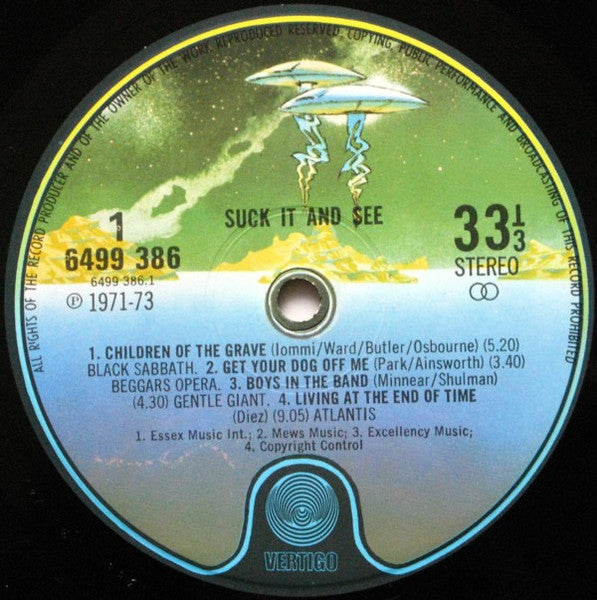 ALL RIGHTS OF THE RECORD PRODUCER AND OF THE OWNER OF THE WORK REPRODUCED RESERVED. COPYING, PUBLIC PERFORMANCE AND BROADCASTING OF THIS RECORD PROHIBITED
SUCK IT AND SEE
1
6499 386
6499 386.1
Ⓟ 1971-73
33⅓
STEREO
1. CHILDREN OF THE GRAVE (Iommi/Ward/Butler/Osbourne) (5.20)
BLACK SABBATH. 2. GET YOUR DOG OFF ME (Park/Ainsworth) (3.40)
BEGGARS OPERA. 3. BOYS IN THE BAND (Minnear/Shulman)
(4.30) GENTLE GIANT. 4. LIVING AT THE END OF TIME
(Diez) (9.05) ATLANTIS
1. Essex Music Int.; 2. Mews Music; 3. Excellency Music;
4. Copyright Control
VERTIGO